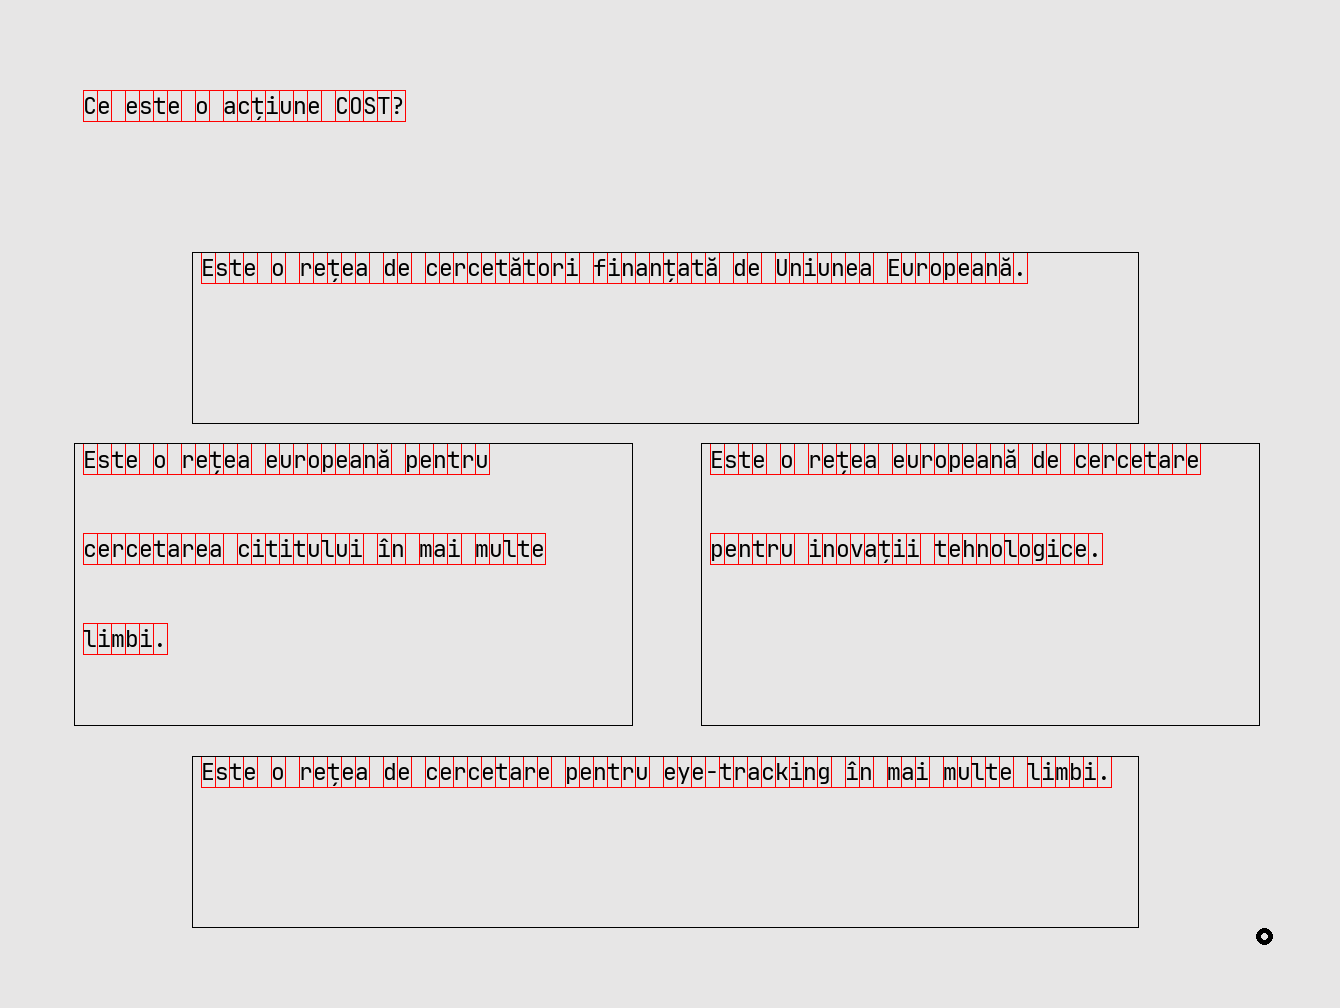 Ce este o acțiune COST?
Este o rețea de cercetători finanțată de Uniunea Europeană.
Este o rețea europeană pentru
cercetarea cititului în mai multe
limbi.
Este o rețea europeană de cercetare
pentru inovații tehnologice.
Este o rețea de cercetare pentru eye-tracking în mai multe limbi.